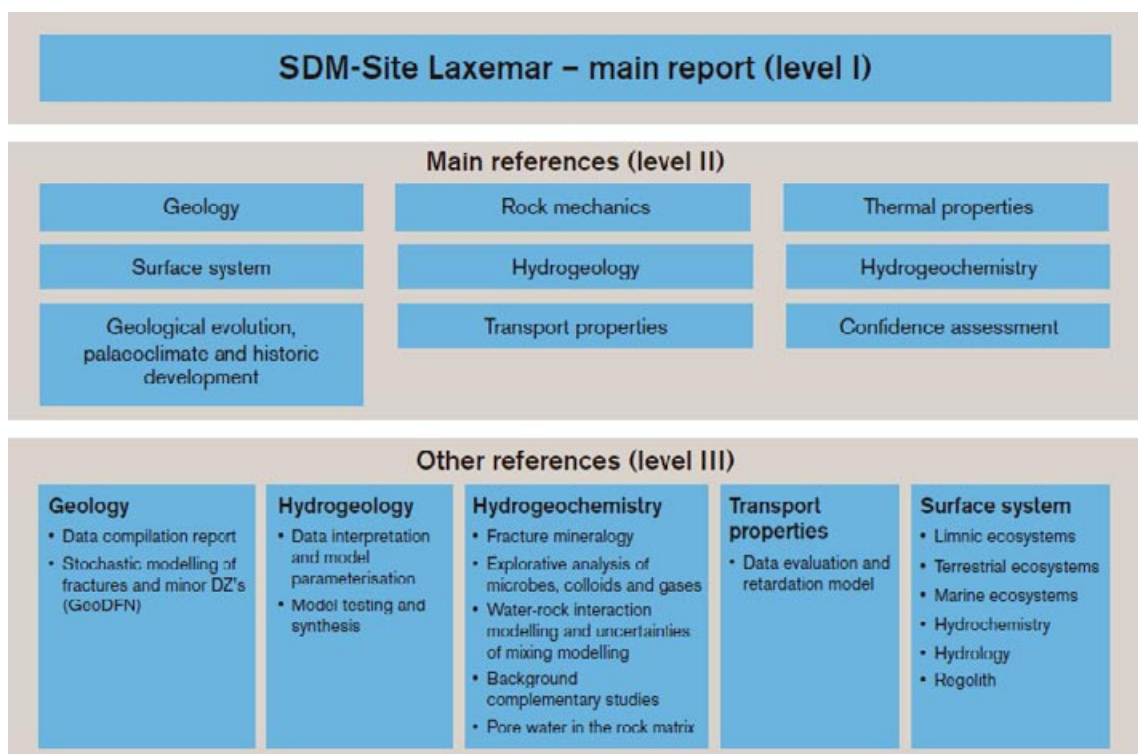 SDM-Site Laxemar – main report (level I)
Main references (level II)
Geology
Rock mechanics
Thermal properties
Surface system
Hydrogeology
Hydrogeochemistry
Geological evolution,
palaeoclimate and historic
development
Transport properties
Confidence assessment
Other references (level III)
Geology
• Data compilation report
• Stochastic modelling of
fractures and minor DZ's
(GeoDFN)
Hydrogeology
• Data interpretation
and model
parameterisation
• Model testing and
synthesis
Hydrogeochemistry
• Fracture mineralogy
• Explorative analysis of
microbes, colloids and gases
• Water-rock interaction
modelling and uncertainties
of mixing modelling
• Background
complementary studies
• Pore water in the rock matrix
Transport
properties
• Data evaluation and
retardation model
Surface system
• Limnic ecosystems
• Terrestrial ecosystems
• Marine ecosystems
• Hydrochemistry
• Hydrology
• Regolith